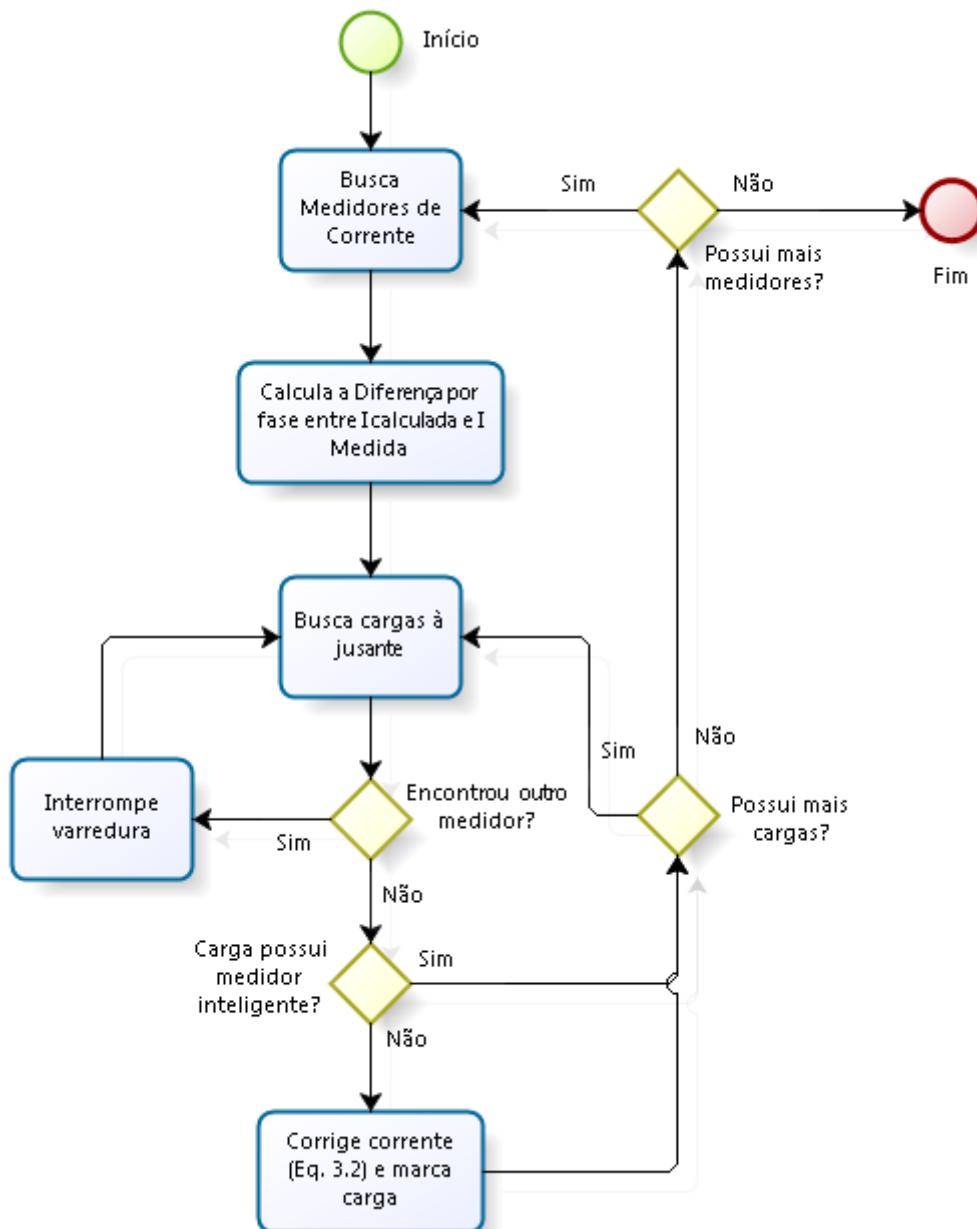 Início
Busca
Medidores de
Corrente
Sim
Não
Possui mais
medidores?
Fim
Calcula a Diferença por
fase entre Icalculada e I
Medida
Busca cargas à
jusante
Interrompe
varredura
Encontrou outro
medidor?
Sim
Não
Sim
Não
Possui mais
cargas?
Carga possui
medidor
inteligente?
Sim
Não
Corrige corrente
(Eq. 3.2) e marca
carga